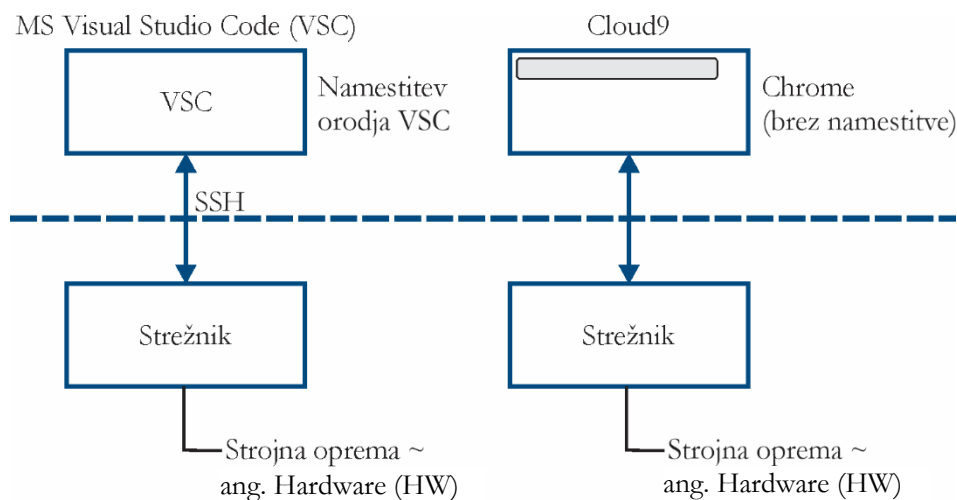 MS Visual Studio Code (VSC)
VSC
Namestitev
orodja VSC
SSH
Strežnik
Strojna oprema ~
ang. Hardware (HW)
Cloud9
Chrome
(brez namestitve)
Strežnik
Strojna oprema ~
ang. Hardware (HW)